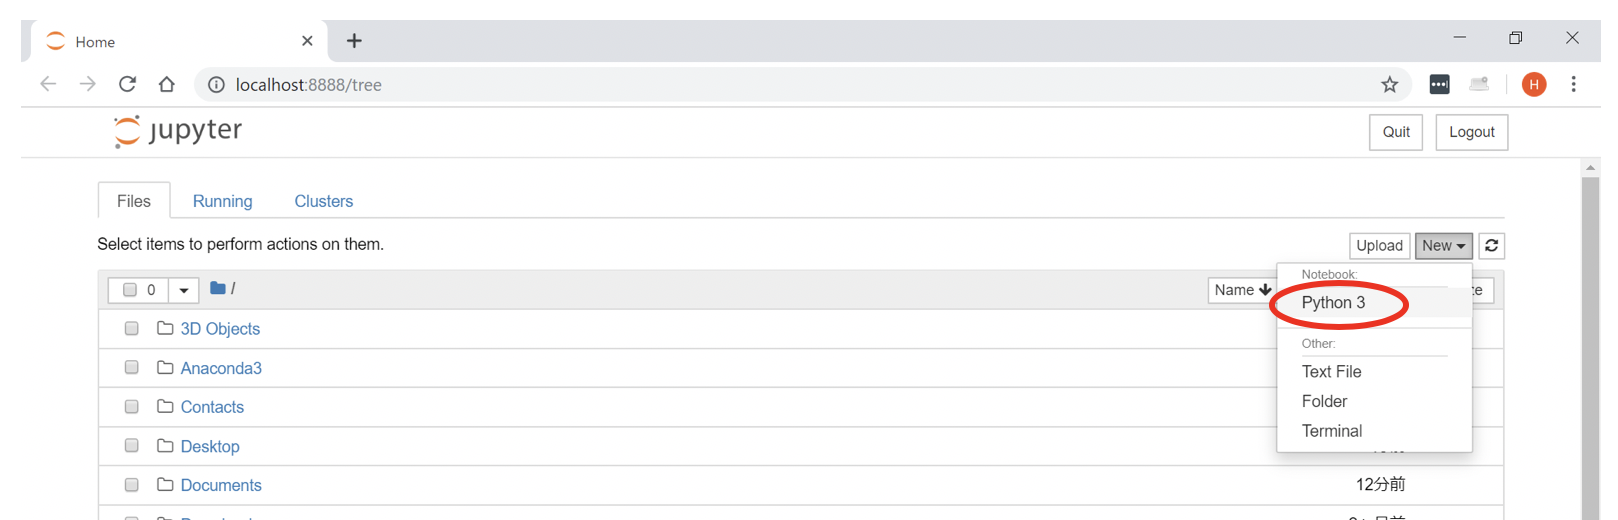 Home
localhost:8888/tree
H
jupyter
Quit Logout
Files Running Clusters
Select items to perform actions on them.
Upload New
Notebook:
0 / Name
Python 3
3D Objects
Other:
Anaconda3
Text File
Contacts
Folder
Desktop
Terminal
Documents 12分前